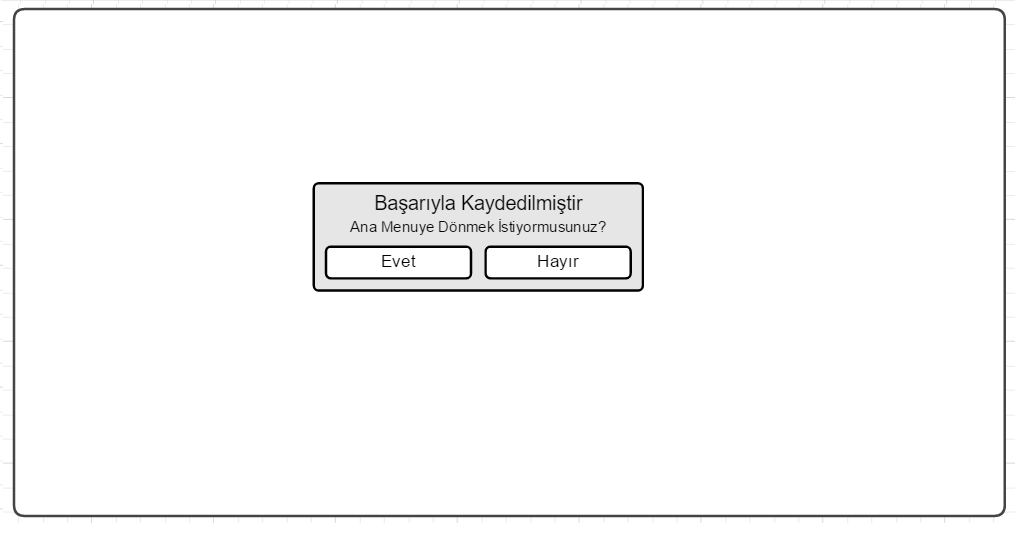 Başarıyla Kaydedilmiştir
Ana Menuye Dönmek İstiyormusunuz?
Evet
Hayır